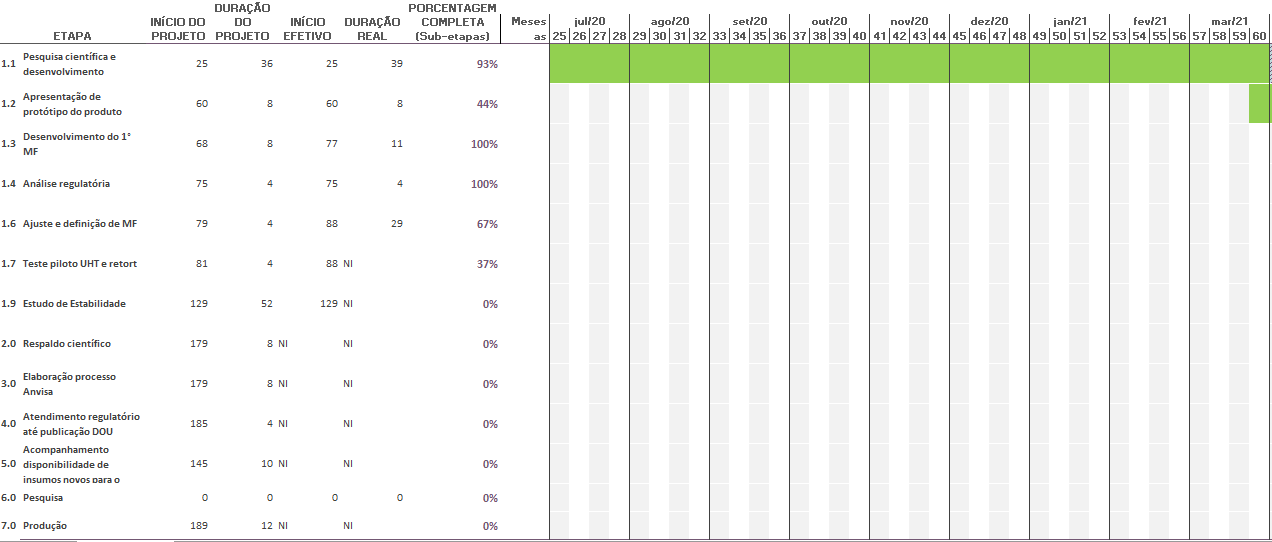 ETAPA INÍCIO DO PROJETO DURAÇÃO DO PROJETO INÍCIO EFETIVO DURAÇÃO REAL PORCENTAGEM COMPLETA (Sub-etapas) Meses as
jul/20 ago/20 set/20 out/20 nov/20 dez/20 jan/21 fev/21 mar/21
25 26 27 28 29 30 31 32 33 34 35 36 37 38 39 40 41 42 43 44 45 46 47 48 49 50 51 52 53 54 55 56 57 58 59 60
1.1 Pesquisa científica e desenvolvimento 25 36 25 39 93%
1.2 Apresentação de protótipo do produto 60 8 60 8 44%
1.3 Desenvolvimento do 1° MF 68 8 77 11 100%
1.4 Análise regulatória 75 4 75 4 100%
1.6 Ajuste e definição de MF 79 4 88 29 67%
1.7 Teste piloto UHT e retort 81 4 88 NI 37%
1.9 Estudo de Estabilidade 129 52 129 NI 0%
2.0 Respaldo científico 179 8 NI NI 0%
3.0 Elaboração processo Anvisa 179 8 NI NI 0%
4.0 Atendimento regulatório até publicação DOU 185 4 NI NI 0%
5.0 Acompanhamento disponibilidade de insumos novos para o 145 10 NI NI 0%
6.0 Pesquisa 0 0 0 0 0%
7.0 Produção 189 12 NI NI 0%